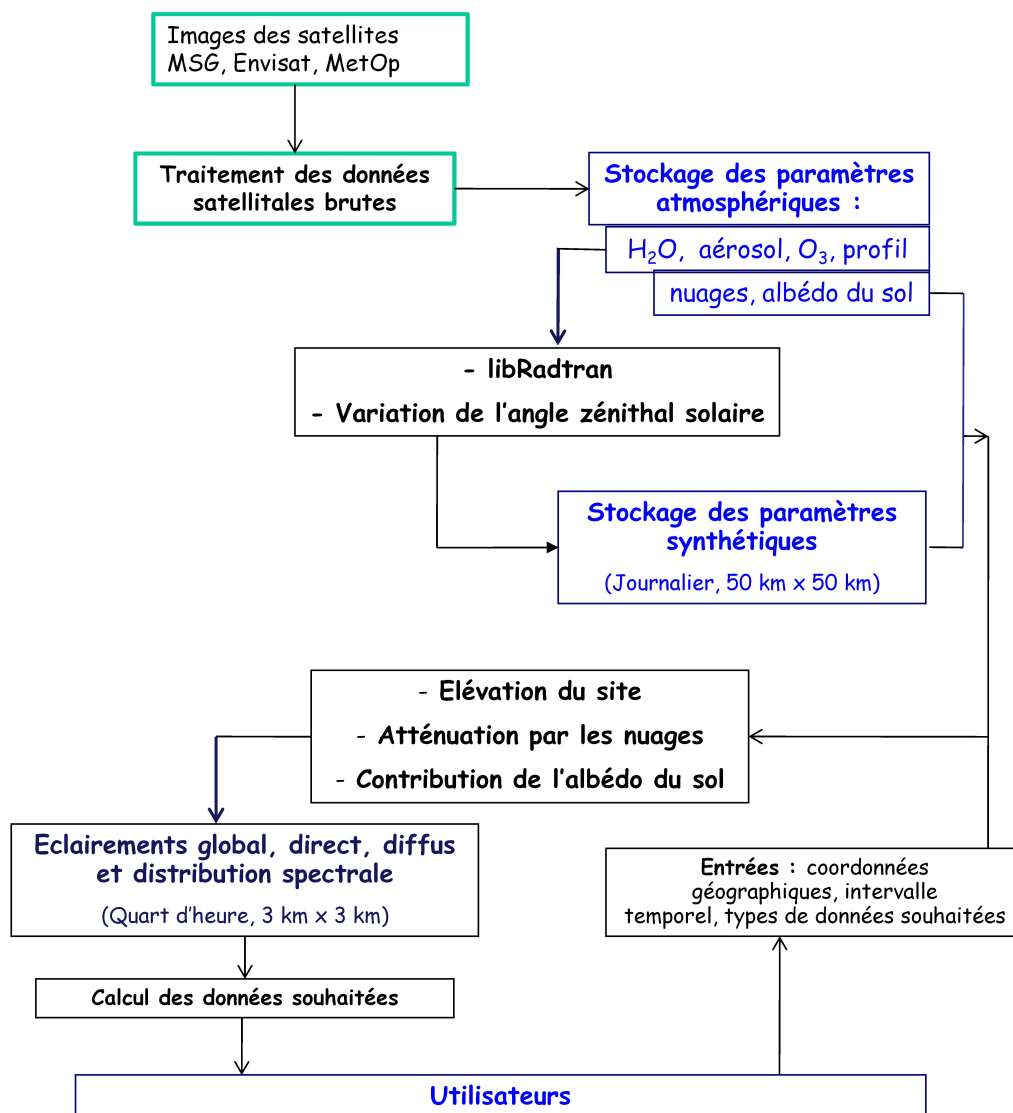 Images des satellites
MSG, Envisat, MetOp
Traitement des données
satellitales brutes
Stockage des paramètres
atmosphériques :
H₂O, aérosol, O₃, profil
nuages, albédo du sol
- libRadtran
- Variation de l'angle zénithal solaire
Stockage des paramètres
synthétiques
(Journalier, 50 km x 50 km)
- Elévation du site
- Atténuation par les nuages
- Contribution de l'albédo du sol
Eclairements global, direct, diffus
et distribution spectrale
(Quart d'heure, 3 km x 3 km)
Entrées : coordonnées
géographiques, intervalle
temporel, types de données souhaitées
Calcul des données souhaitées
Utilisateurs